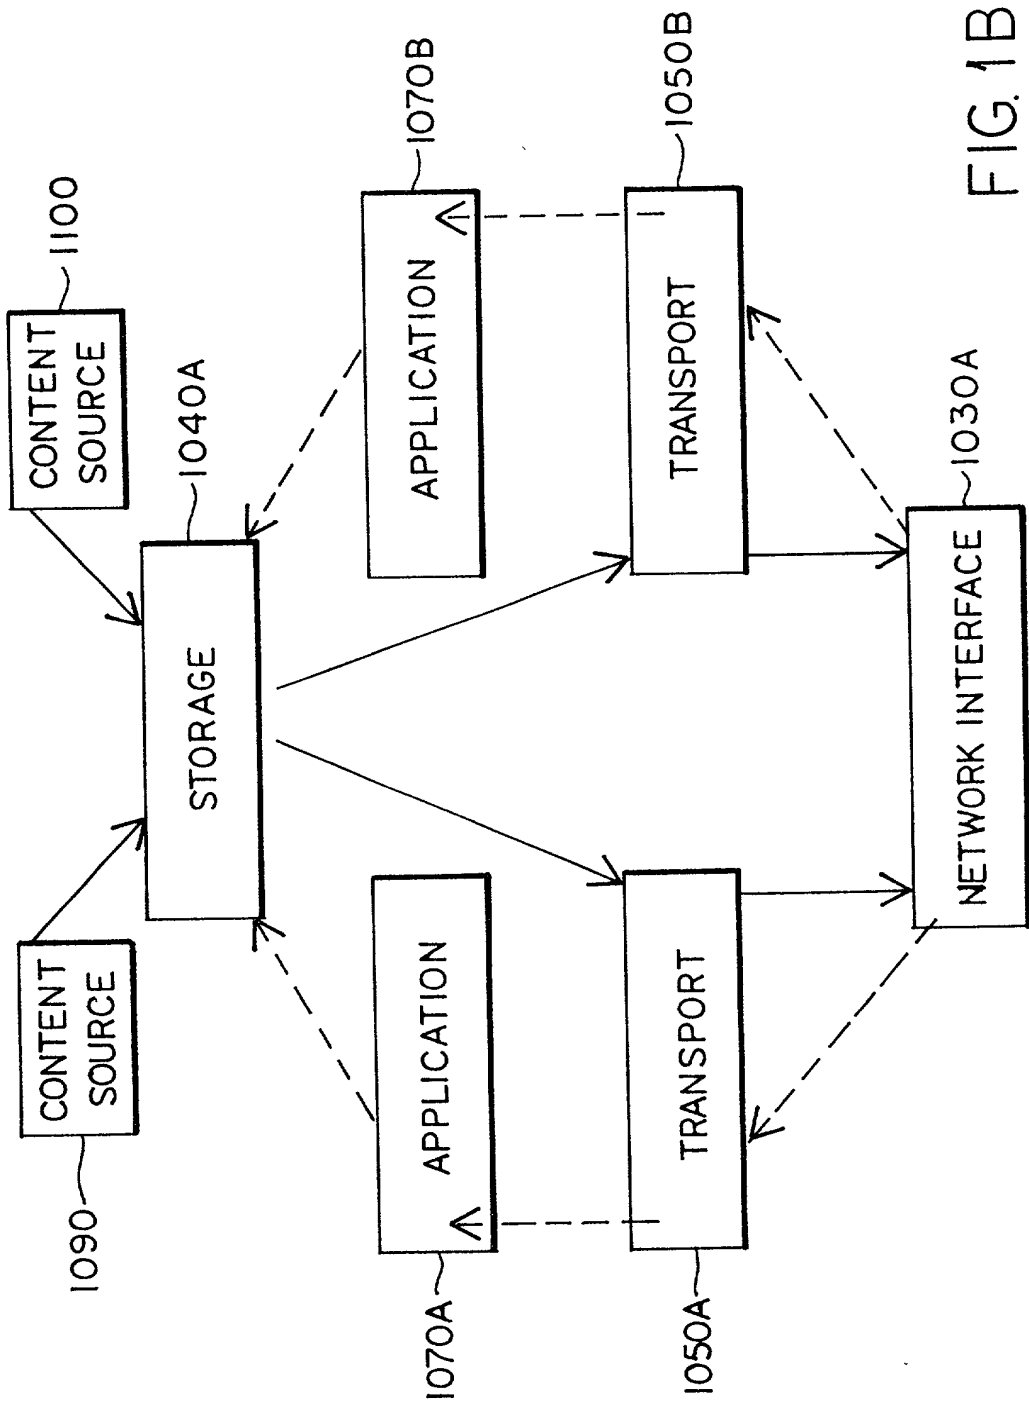 1090
CONTENT
SOURCE
CONTENT
SOURCE
1100
STORAGE
1040A
1070A
APPLICATION
APPLICATION
1070B
1050A
TRANSPORT
TRANSPORT
1050B
NETWORK INTERFACE
1030A
FIG. 1B